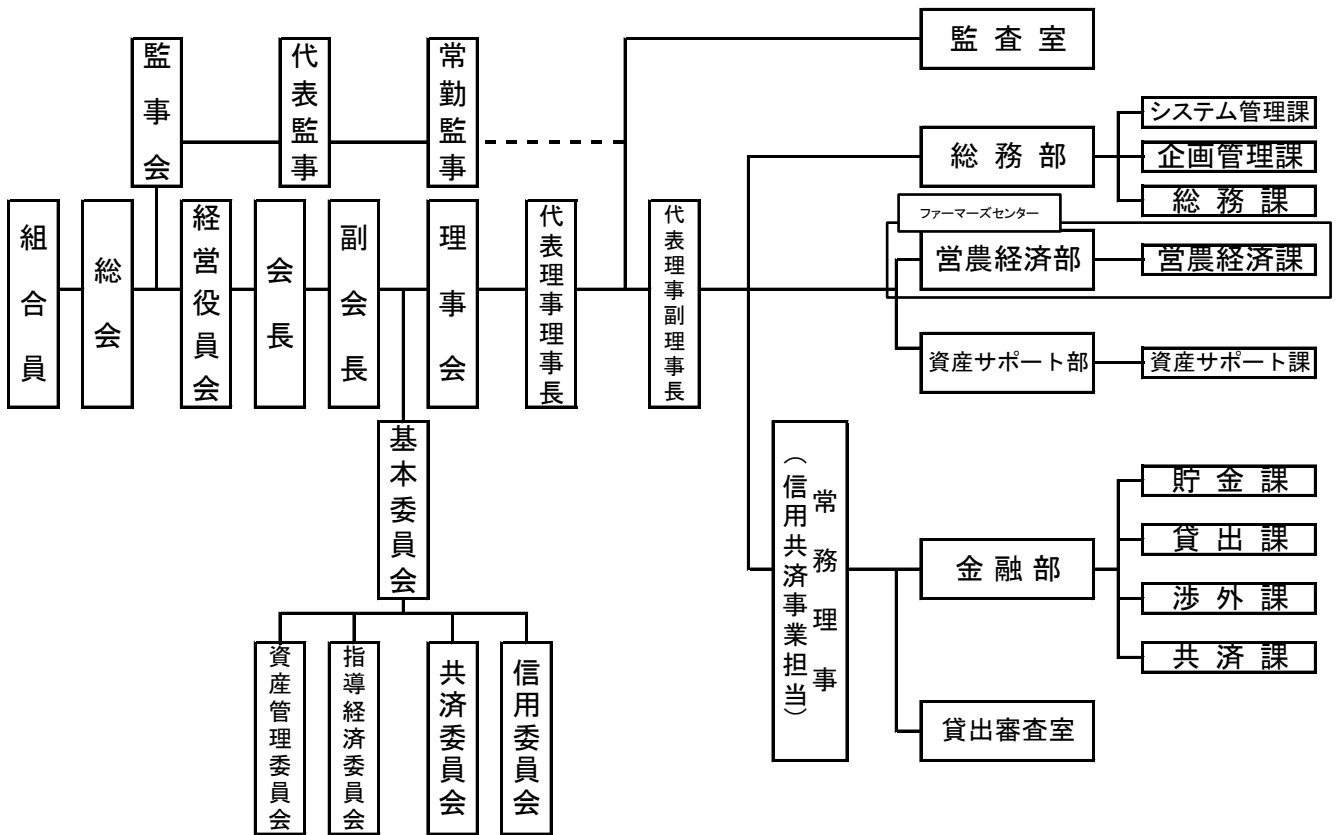 監査室
監事会
代表監事
常勤監事
システム管理課
総務部
企画管理課
総務課
ファーマーズセンター
組合員
総会
経営役員会
会長
副会長
理事会
代表理事理事長
代表理事副理事長
営農経済部
営農経済課
資産サポート部
資産サポート課
基本委員会
常務理事
（信用共済事業担当）
貯金課
貸出課
金融部
渉外課
共済課
貸出審査室
資産管理委員会
指導経済委員会
共済委員会
信用委員会